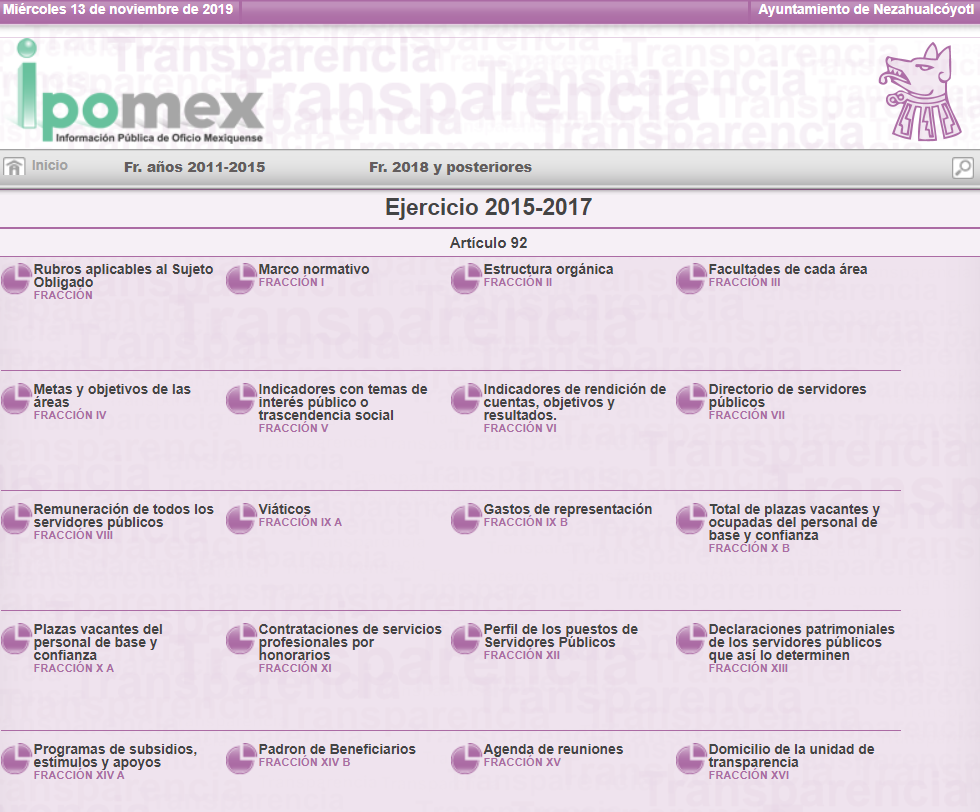 Miércoles 13 de noviembre de 2019
Ayuntamiento de Nezahualcóyotl
Transparencia
ipomex
Información Pública de Oficio Mexiquense
Inicio
Fr. años 2011-2015
Fr. 2018 y posteriores
Ejercicio 2015-2017
Artículo 92
Rubros aplicables al Sujeto
Obligado
FRACCIÓN
Marco normativo
FRACCIÓN I
Estructura orgánica
FRACCIÓN II
Facultades de cada área
FRACCIÓN III
Metas y objetivos de las
áreas
FRACCIÓN IV
Indicadores con temas de
interés público o
trascendencia social
FRACCIÓN V
Indicadores de rendición de
cuentas, objetivos y
resultados.
FRACCIÓN VI
Directorio de servidores
públicos
FRACCIÓN VII
Remuneración de todos los
servidores públicos
FRACCIÓN VIII
Viáticos
FRACCIÓN IX A
Gastos de representación
FRACCIÓN IX B
Total de plazas vacantes y
ocupadas del personal de
base y confianza
FRACCIÓN X B
Plazas vacantes del
personal de base y
confianza
FRACCIÓN X A
Contrataciones de servicios
profesionales por
honorarios
FRACCIÓN XI
Perfil de los puestos de
Servidores Públicos
FRACCIÓN XII
Declaraciones patrimoniales
de los servidores públicos
que así lo determinen
FRACCIÓN XIII
Programas de subsidios,
estímulos y apoyos
FRACCIÓN XIV A
Padron de Beneficiarios
FRACCIÓN XIV B
Agenda de reuniones
FRACCIÓN XV
Domicilio de la unidad de
transparencia
FRACCIÓN XVI